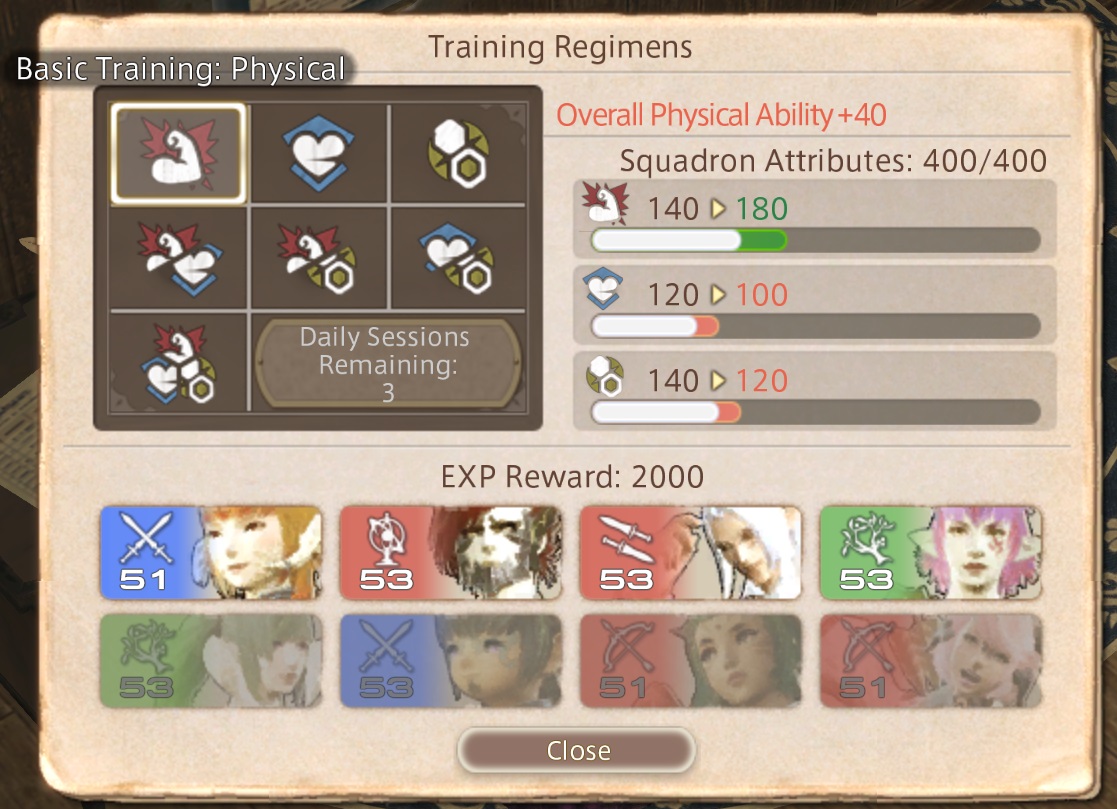 Training Regimens
Basic Training: Physical
Overall Physical Ability +40
Squadron Attributes: 400/400
140 ▶ 180
120 ▶ 100
140 ▶ 120
Daily Sessions
Remaining:
3
EXP Reward: 2000
51
53
53
53
53
53
51
51
Close